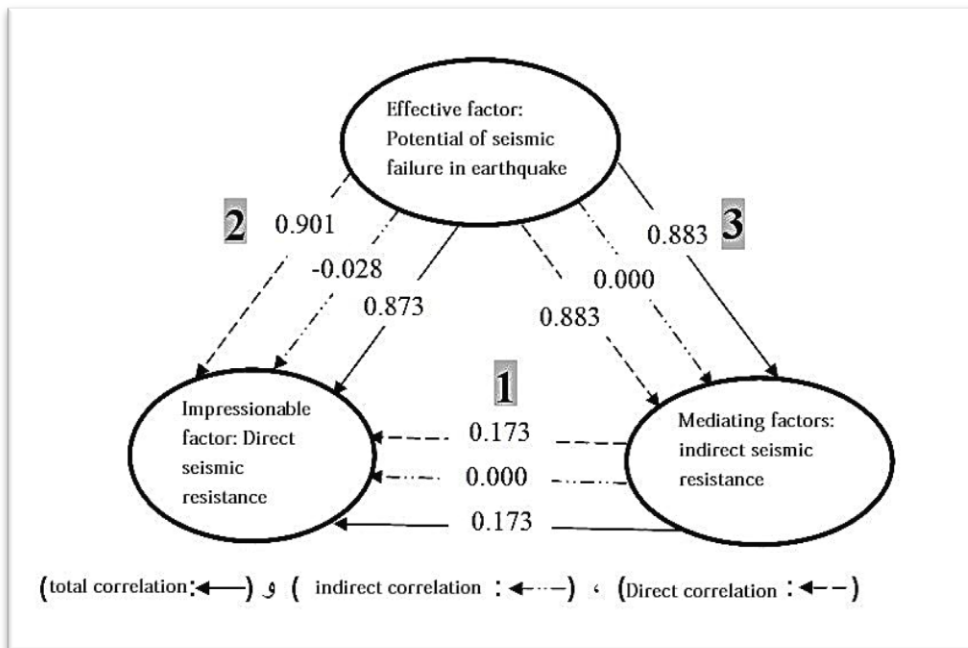 Effective factor:
Potential of seismic
failure in earthquake
2
0.901
-0.028
0.873
3
0.883
0.000
0.883
1
0.173
0.000
0.173
Impressionable
factor: Direct
seismic
resistance
Mediating factors:
indirect seismic
resistance
(total correlation:) و ( indirect correlation : ) ، (Direct correlation : )